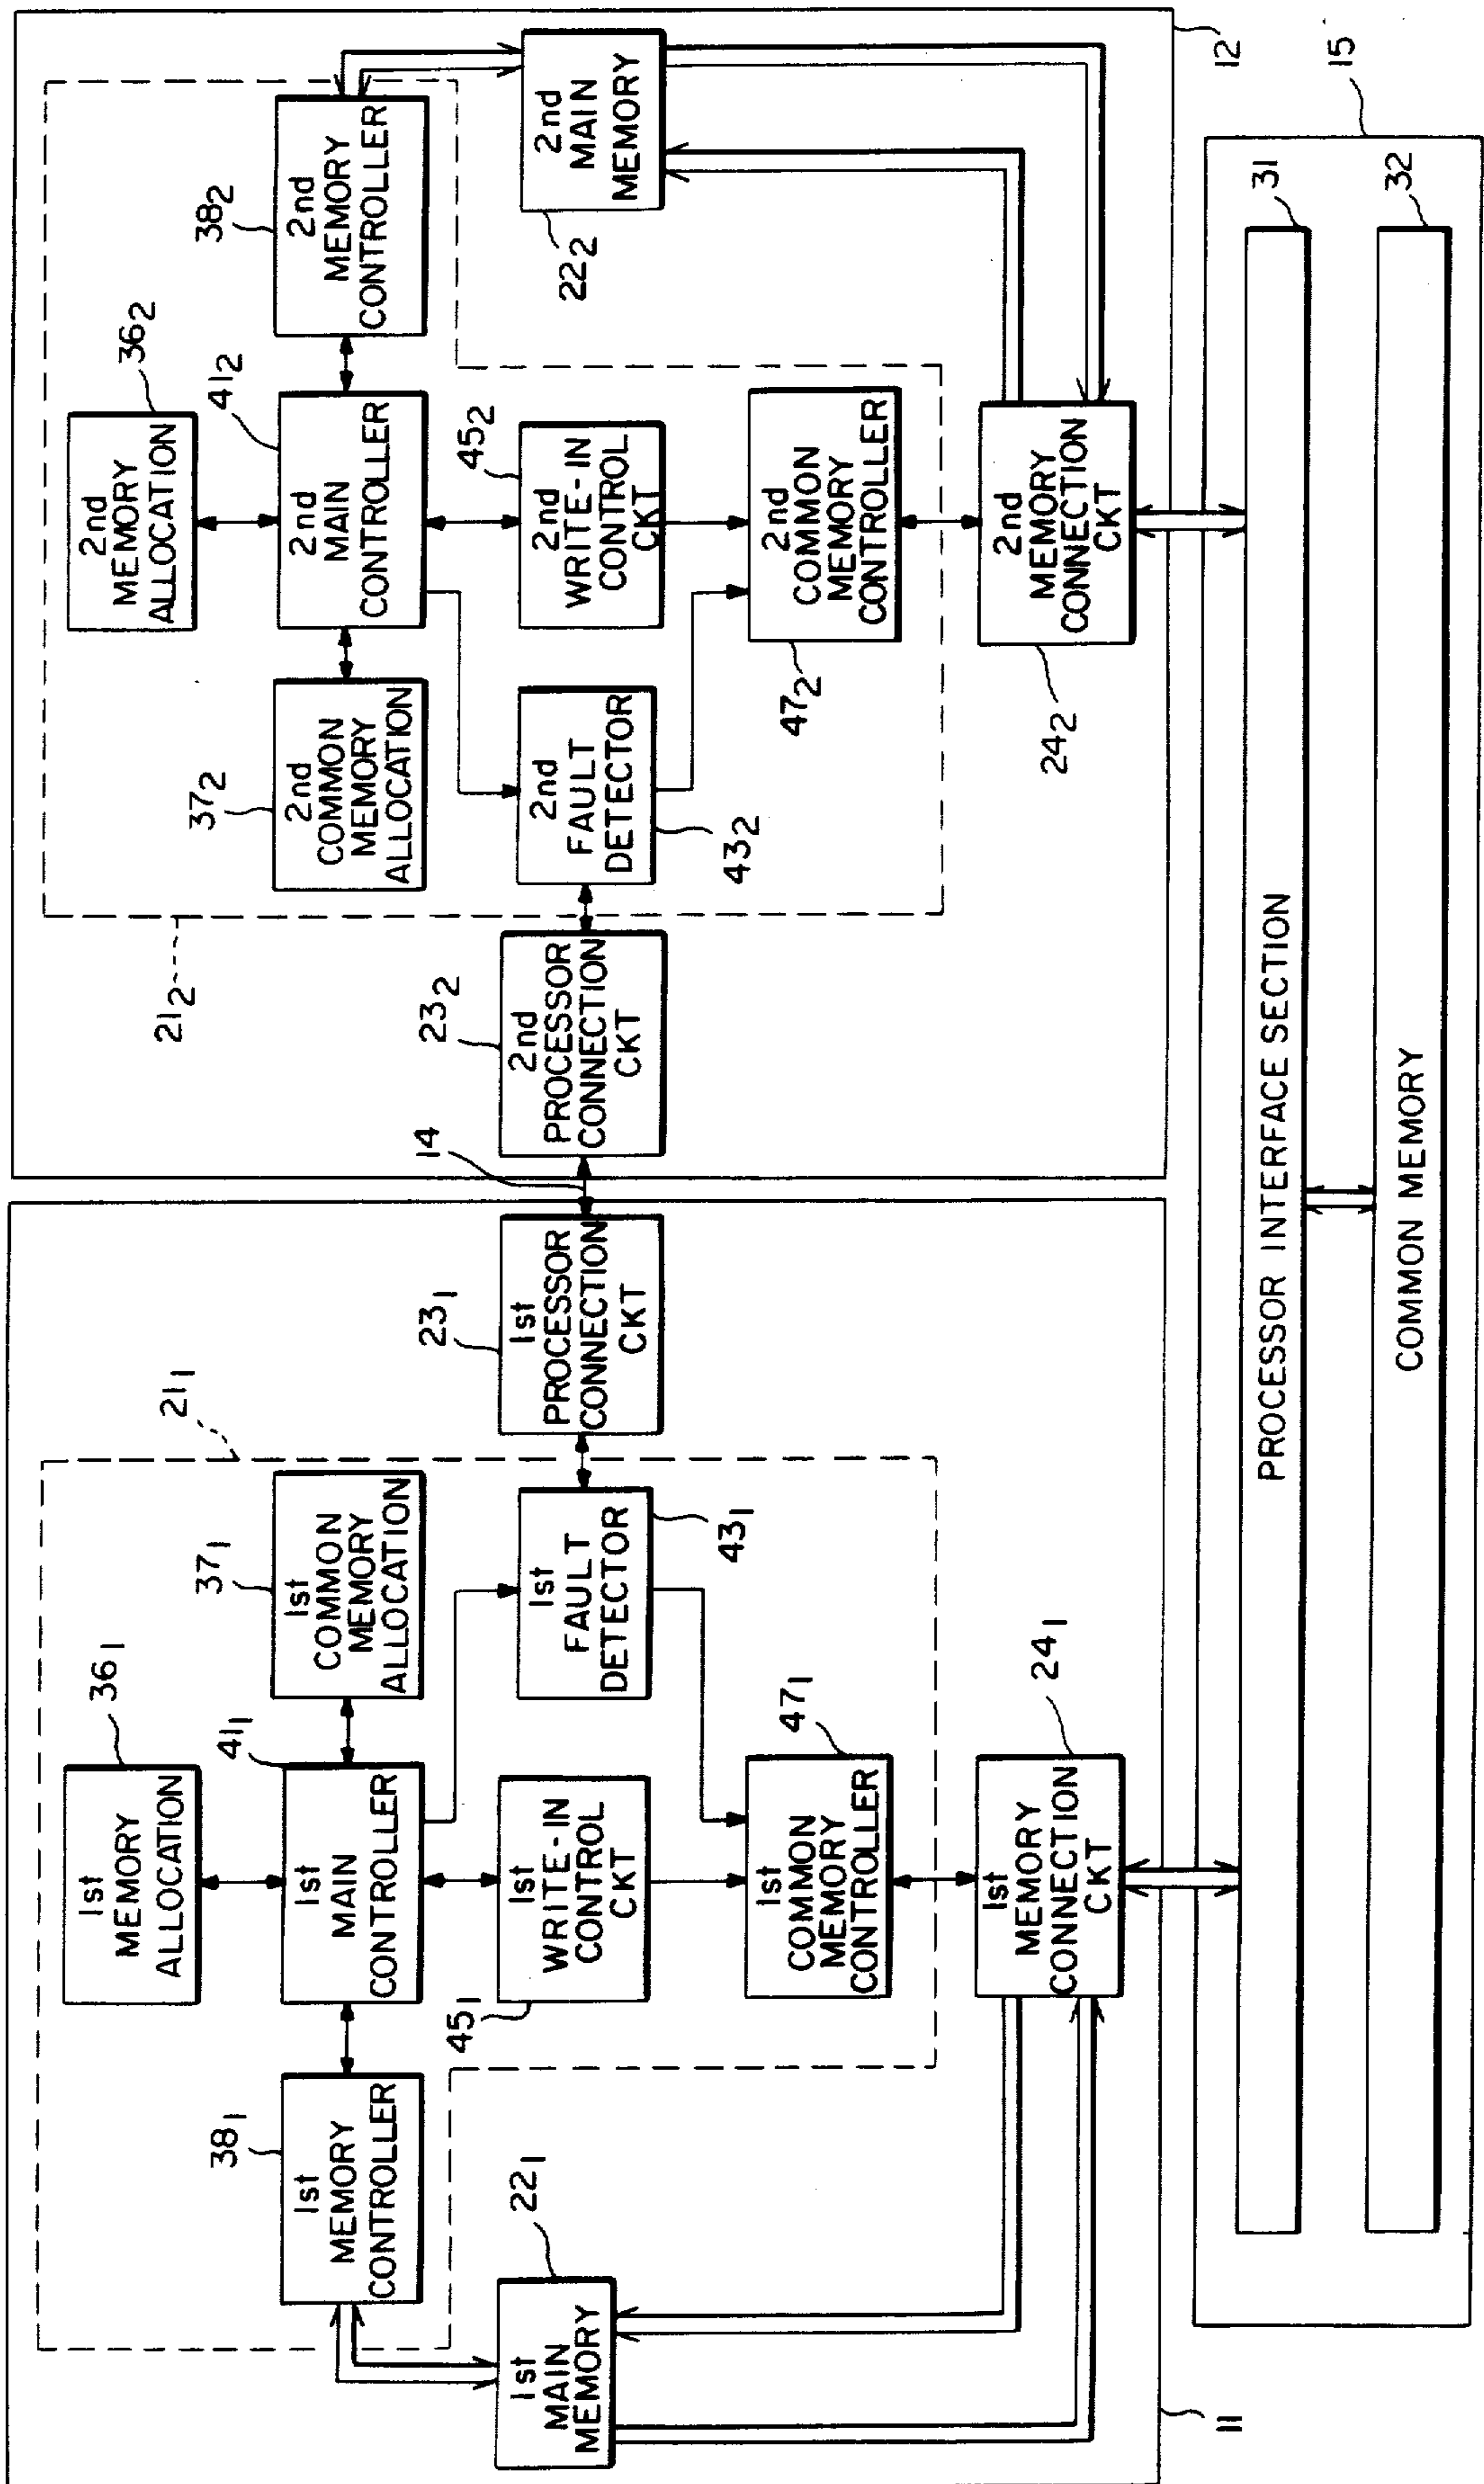 36₁
1st
MEMORY
ALLOCATION
38₁
1st
MEMORY
CONTROLLER
41₁
1st
MAIN
CONTROLLER
37₁
1st
COMMON
MEMORY
ALLOCATION
21₁
22₁
1st
MAIN
MEMORY
45₁
1st
WRITE-IN
CONTROL
CKT
1st
FAULT
DETECTOR
43₁
23₁
1st
PROCESSOR
CONNECTION
CKT
14
47₁
1st
COMMON
MEMORY
CONTROLLER
24₁
1st
MEMORY
CONNECTION
CKT
11
36₂
2nd
MEMORY
ALLOCATION
37₂
2nd
COMMON
MEMORY
ALLOCATION
41₂
2nd
MAIN
CONTROLLER
38₂
2nd
MEMORY
CONTROLLER
21₂
23₂
2nd
PROCESSOR
CONNECTION
CKT
2nd
FAULT
DETECTOR
43₂
45₂
2nd
WRITE-IN
CONTROL
CKT
2nd
MAIN
MEMORY
22₂
47₂
2nd
COMMON
MEMORY
CONTROLLER
24₂
2nd
MEMORY
CONNECTION
CKT
12
15
31
PROCESSOR INTERFACE SECTION
32
COMMON MEMORY